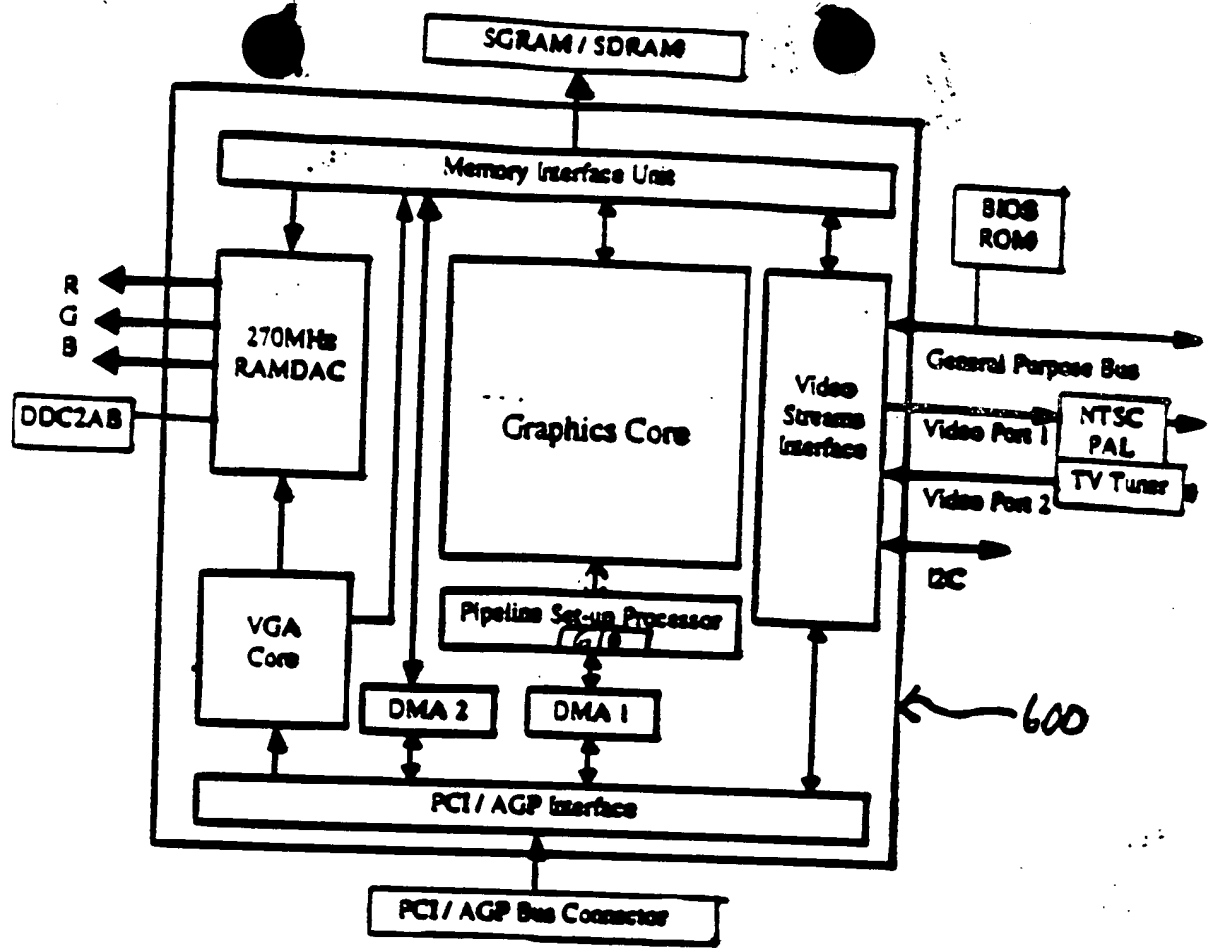 SGRAM / SDRAM
Memory Interface Unit
BIOS
ROM
R
G
B
270MHz
RAMDAC
DDC2AB
Graphics Core
Video
Streams
Interface
General Purpose Bus
Video Port 1
NTSC
PAL
Video Port 2
TV Tuner
I2C
VGA
Core
Pipeline Set-up Processor
610
DMA 2
DMA 1
600
PCI / AGP Interface
PCI / AGP Bus Connector